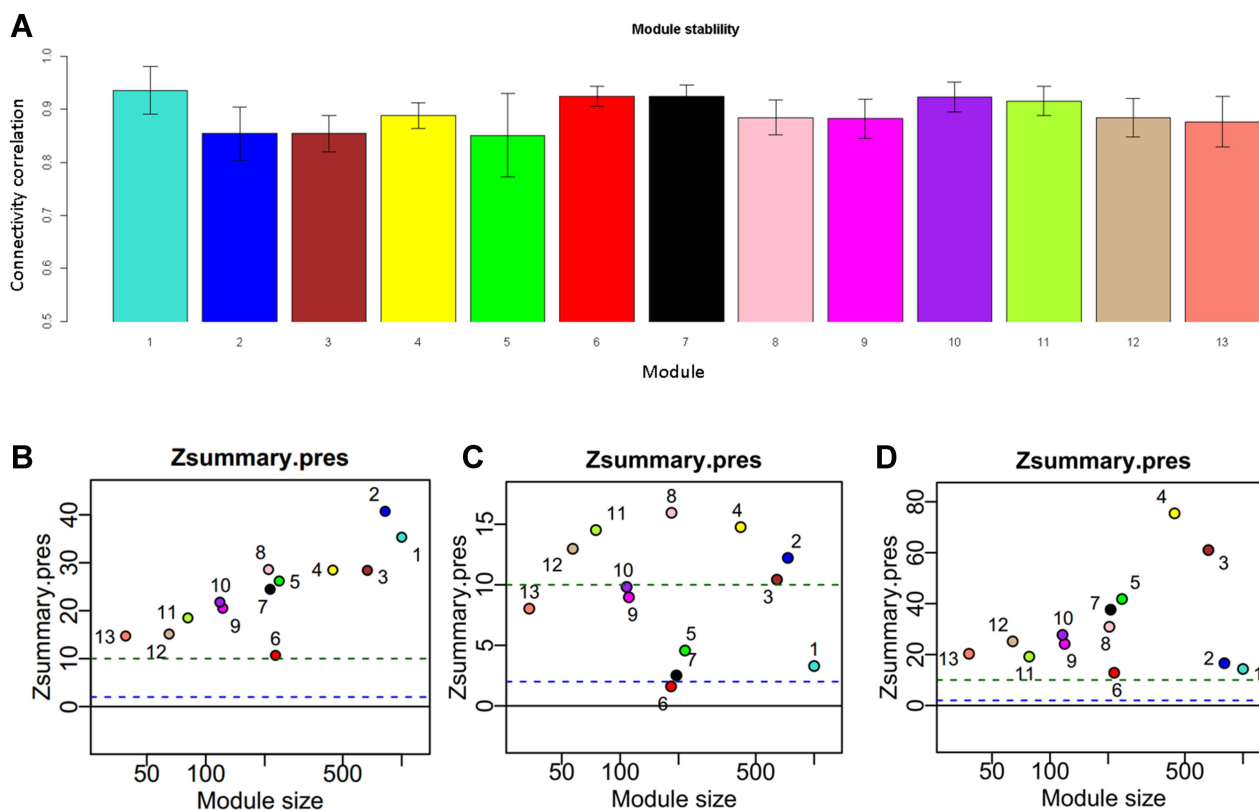 A
Module stablility
Connectivity correlation
1.0
0.9
0.8
0.7
0.6
0.5
1 2 3 4 5 6 7 8 9 10 11 12 13
Module
B
Zsummary.pres
Zsummary.pres
40
30
20
10
0
2
1
8
5
4
3
7
10
9
11
6
13
12
50 100 500
Module size
C
Zsummary.pres
Zsummary.pres
15
10
5
0
8
4
11
2
12
10
3
13
9
5
7
1
6
50 100 500
Module size
D
Zsummary.pres
Zsummary.pres
80
60
40
20
0
4
3
5
7
12
10
8
13
11
9
2
1
6
50 100 500
Module size